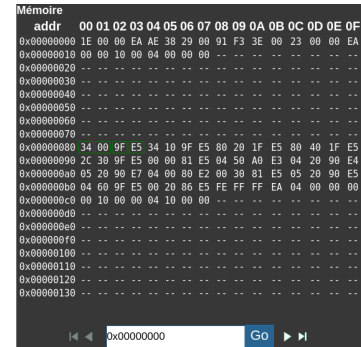 Mémoire
addr 00 01 02 03 04 05 06 07 08 09 0A 0B 0C 0D 0E 0F
0x00000000 1E 00 00 EA AE 38 29 00 91 F3 3E 00 23 00 00 EA
0x00000010 00 00 10 00 04 00 00 00 -- -- -- -- -- -- -- --
0x00000020 -- -- -- -- -- -- -- -- -- -- -- -- -- -- -- --
0x00000030 -- -- -- -- -- -- -- -- -- -- -- -- -- -- -- --
0x00000040 -- -- -- -- -- -- -- -- -- -- -- -- -- -- -- --
0x00000050 -- -- -- -- -- -- -- -- -- -- -- -- -- -- -- --
0x00000060 -- -- -- -- -- -- -- -- -- -- -- -- -- -- -- --
0x00000070 -- -- -- -- -- -- -- -- -- -- -- -- -- -- -- --
0x00000080 34 00 9F E5 34 10 9F E5 80 20 1F E5 80 40 1F E5
0x00000090 2C 30 9F E5 00 00 81 E5 04 50 A0 E3 04 20 90 E4
0x000000a0 05 20 90 E7 04 00 80 E2 00 30 81 E5 05 20 90 E5
0x000000b0 04 60 9F E5 00 20 86 E5 FE FF FF EA 04 00 00 00
0x000000c0 00 10 00 00 04 10 00 00 -- -- -- -- -- -- -- --
0x000000d0 -- -- -- -- -- -- -- -- -- -- -- -- -- -- -- --
0x000000e0 -- -- -- -- -- -- -- -- -- -- -- -- -- -- -- --
0x000000f0 -- -- -- -- -- -- -- -- -- -- -- -- -- -- -- --
0x00000100 -- -- -- -- -- -- -- -- -- -- -- -- -- -- -- --
0x00000110 -- -- -- -- -- -- -- -- -- -- -- -- -- -- -- --
0x00000120 -- -- -- -- -- -- -- -- -- -- -- -- -- -- -- --
0x00000130 -- -- -- -- -- -- -- -- -- -- -- -- -- -- -- --
0x00000000 Go